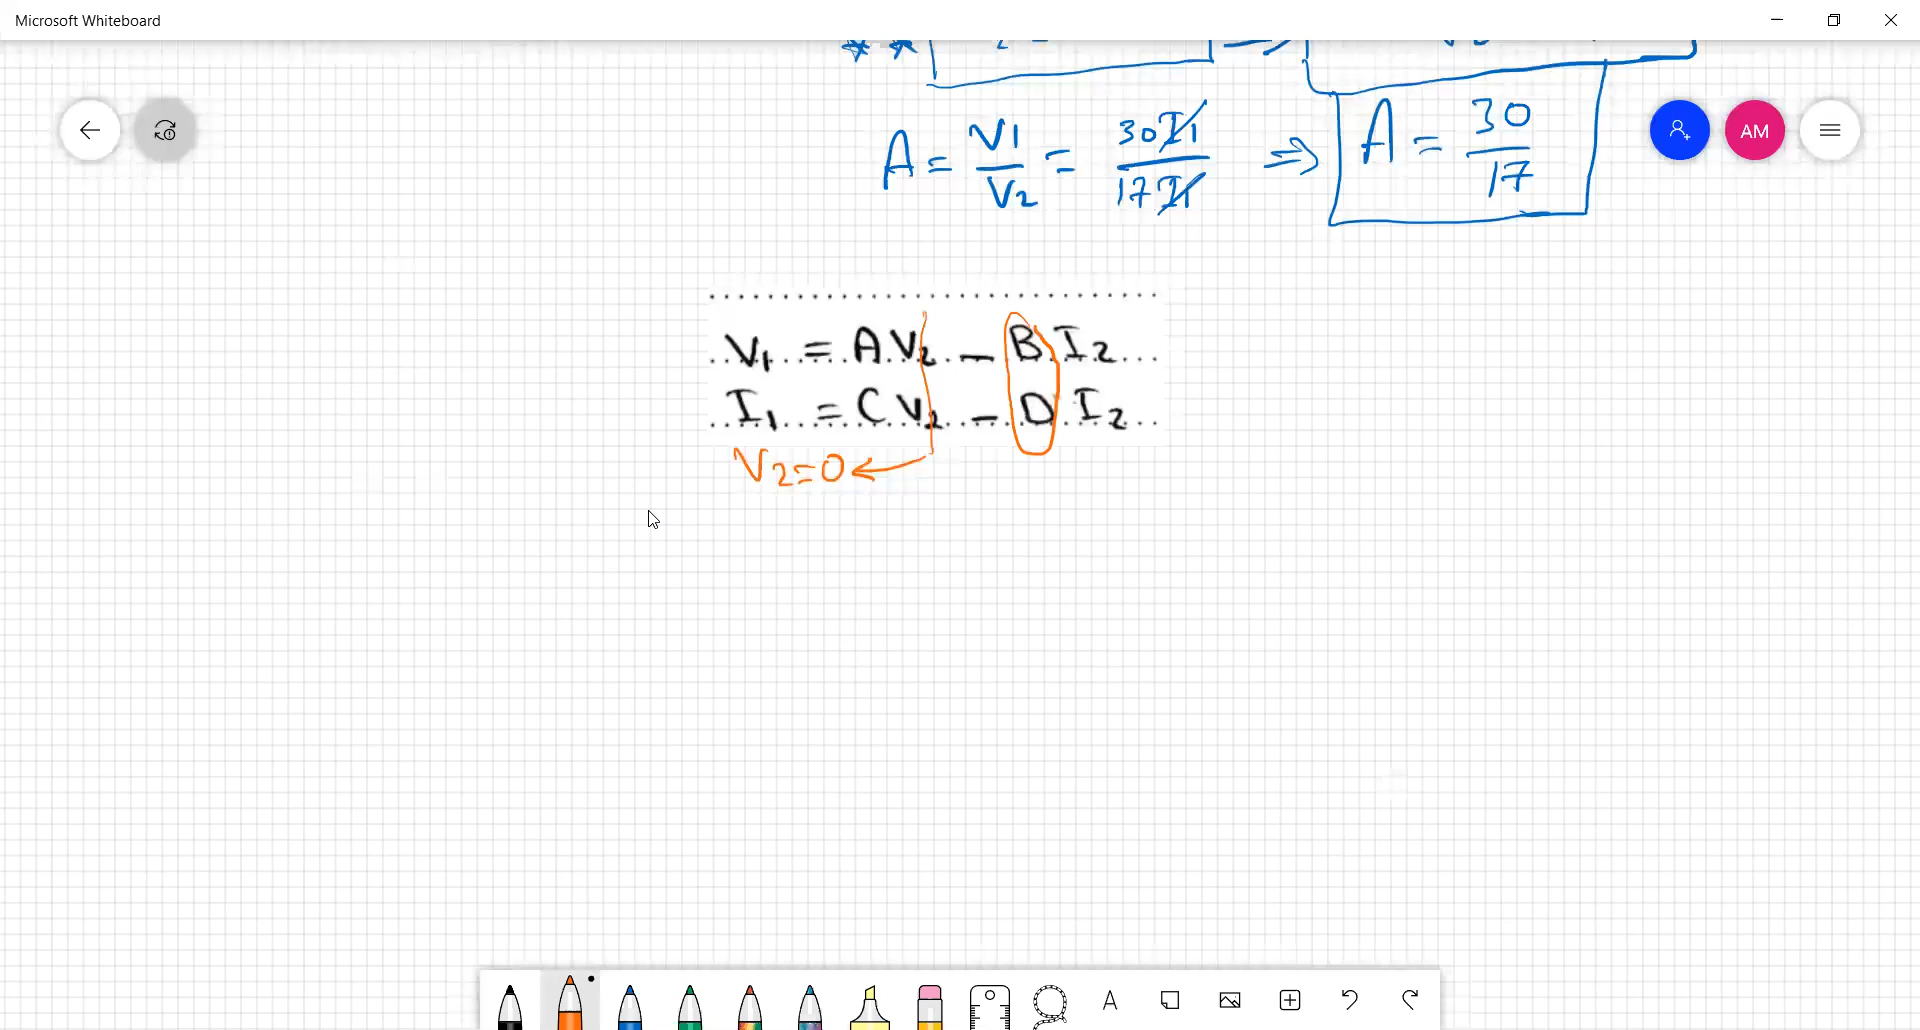 Microsoft Whiteboard
A = V1/V2 = 30I1/17I1 ⇒ A = 30/17
AM
V1 = AV2 - BI2
I1 = CV2 - DI2
V2=0 ←
A